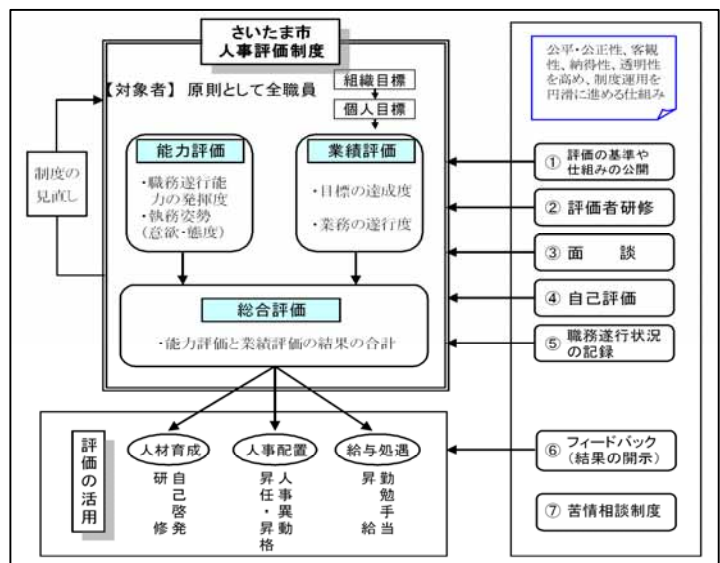 さいたま市
人事評価制度
【対象者】 原則として全職員
組織目標
個人目標
制度の
見直し
能力評価
・職務遂行能
力の発揮度
・執務姿勢
(意欲・態度)
業績評価
・目標の達成度
・業務の遂行度
総合評価
・能力評価と業績評価の結果の合計
評価の活用
人材育成
自己啓発
研修
人事配置
人事異動
昇任・昇格
給与処遇
勤勉手当
昇給
公平・公正性、客観
性、納得性、透明性
を高め、制度運用を
円滑に進める仕組み
① 評価の基準や
仕組みの公開
② 評価者研修
③ 面 談
④ 自己評価
⑤ 職務遂行状況
の記録
⑥ フィードバック
(結果の開示)
⑦ 苦情相談制度